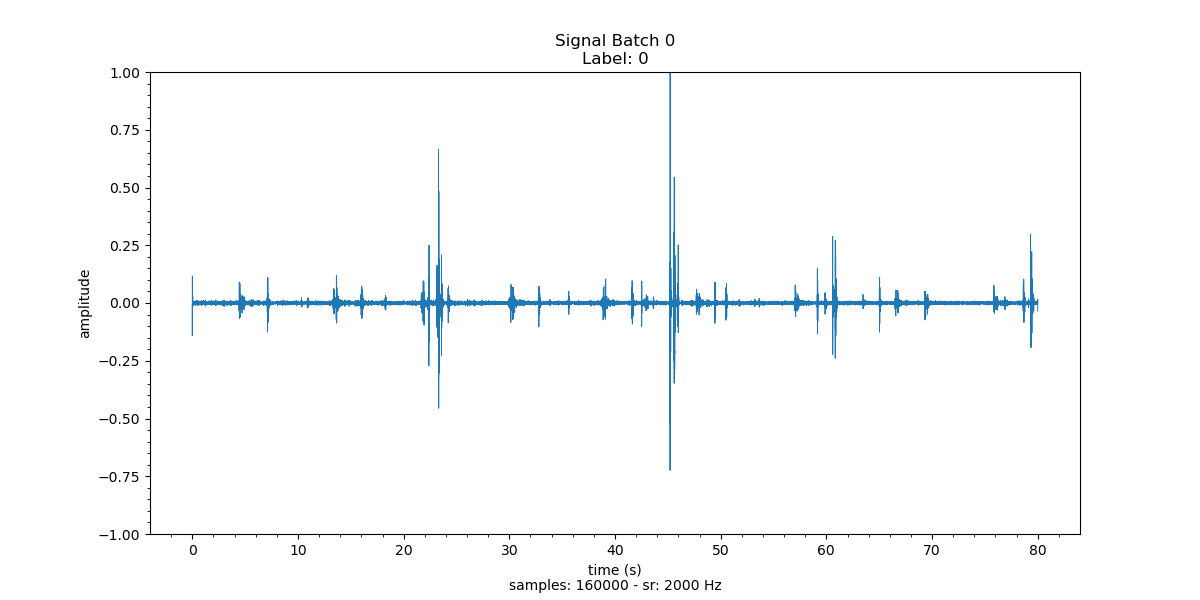 Signal Batch 0
Label: 0
1.00
0.75
0.50
0.25
0.00
−0.25
−0.50
−0.75
−1.00
amplitude
0 10 20 30 40 50 60 70 80
time (s)
samples: 160000 - sr: 2000 Hz